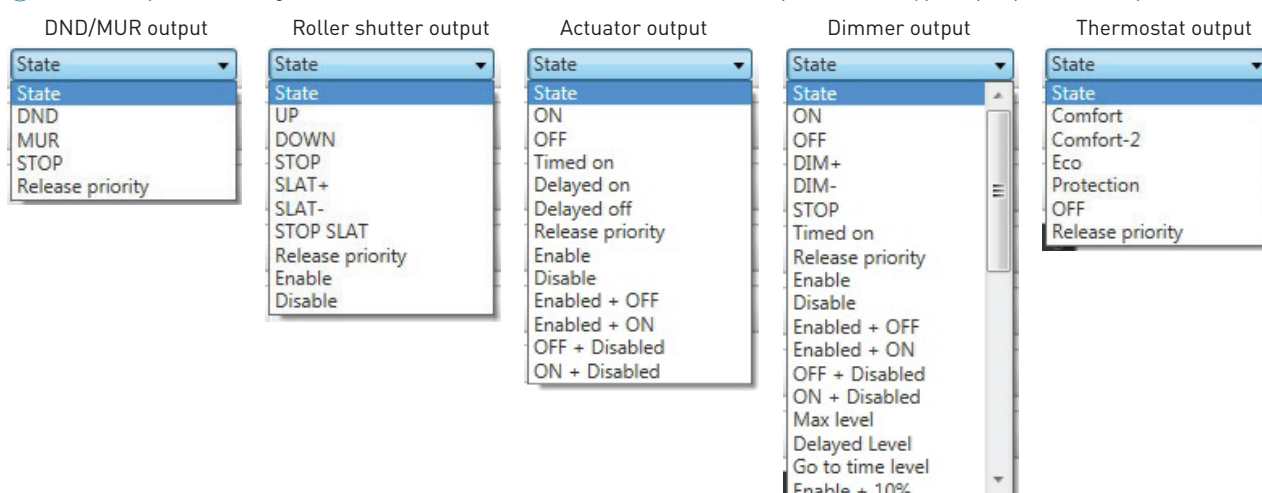 DND/MUR output
State
State
DND
MUR
STOP
Release priority
Roller shutter output
State
State
UP
DOWN
STOP
SLAT+
SLAT-
STOP SLAT
Release priority
Enable
Disable
Actuator output
State
State
ON
OFF
Timed on
Delayed on
Delayed off
Release priority
Enable
Disable
Enabled + OFF
Enabled + ON
OFF + Disabled
ON + Disabled
Dimmer output
State
State
ON
OFF
DIM+
DIM-
STOP
Timed on
Release priority
Enable
Disable
Enabled + OFF
Enabled + ON
OFF + Disabled
ON + Disabled
Max level
Delayed Level
Go to time level
Enable + 10%
Thermostat output
State
State
Comfort
Comfort-2
Eco
Protection
OFF
Release priority